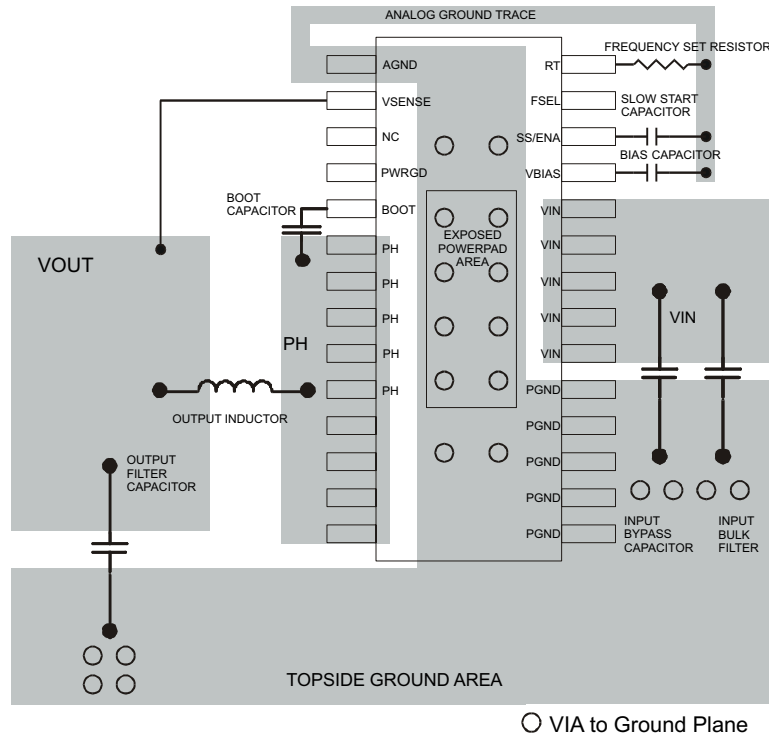 ANALOG GROUND TRACE
AGND
RT
FREQUENCY SET RESISTOR
VSENSE
FSEL
SLOW START
CAPACITOR
NC
SS/ENA
BIAS CAPACITOR
PWRGD
VBIAS
BOOT
CAPACITOR
BOOT
VIN
EXPOSED
POWERPAD
AREA
PH
VIN
VOUT
PH
VIN
PH
VIN
VIN
PH
PH
VIN
PH
PGND
OUTPUT INDUCTOR
PGND
OUTPUT
FILTER
CAPACITOR
PGND
PGND
PGND
INPUT
BYPASS
CAPACITOR
INPUT
BULK
FILTER
TOPSIDE GROUND AREA
VIA to Ground Plane